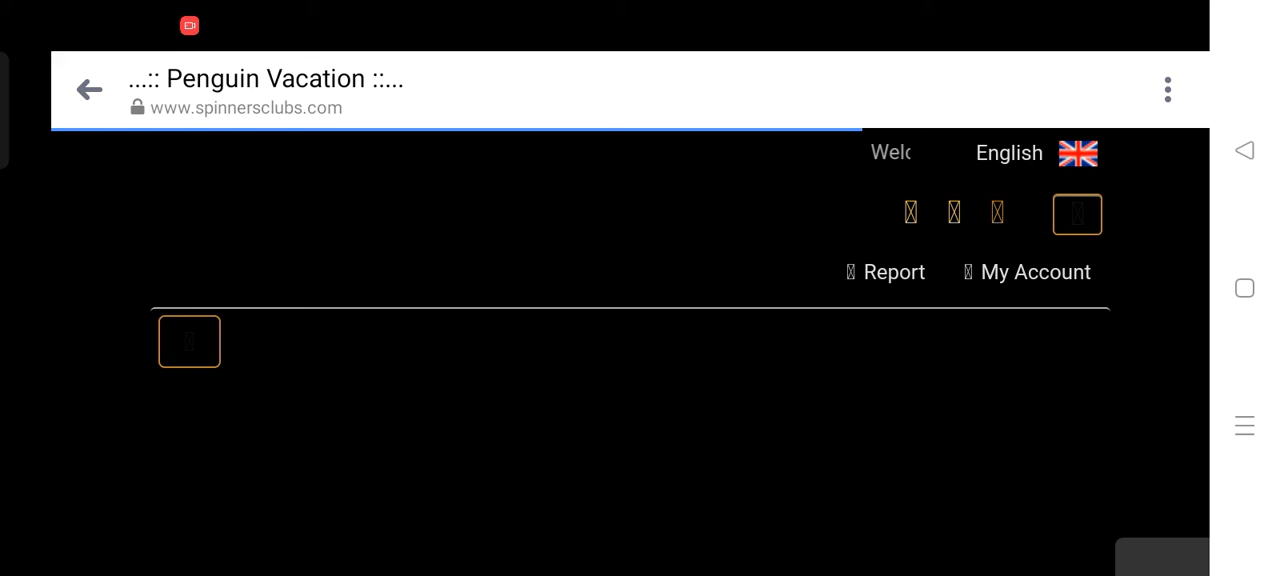 ...:: Penguin Vacation ::...
www.spinnersclubs.com
Welc English
Report My Account